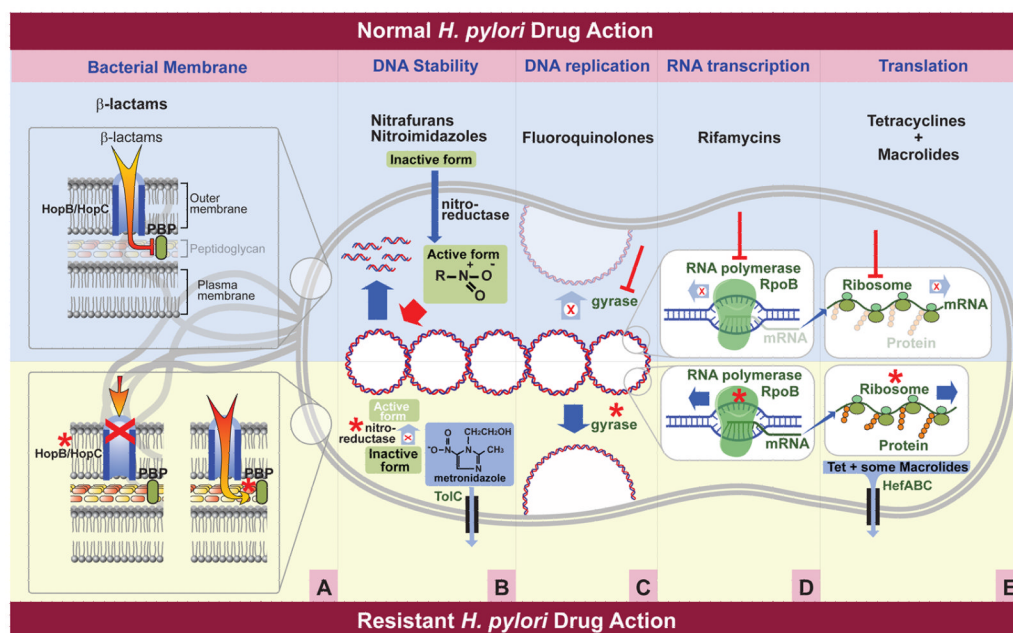 Normal H. pylori Drug Action
Bacterial Membrane
DNA Stability
DNA replication
RNA transcription
Translation
β-lactams
β-lactams
HopB/HopC
Outer
membrane
PBP
Peptidoglycan
Plasma
membrane
Nitrafurans
Nitroimidazoles
Inactive form
nitro-
reductase
Active form
R-N+
O-
O
Fluoroquinolones
x
gyrase
Rifamycins
RNA polymerase
RpoB
x
mRNA
Tetracyclines
+
Macrolides
Ribosome
x
mRNA
Protein
*
HopB/HopC
PBP
PBP
*
Active form
* nitro-
reductase
x
Inactive form
O
-O
N+
CH₂CH₂OH
N
CH₃
N
metronidazole
TolC
*
gyrase
RNA polymerase
RpoB
*
mRNA
*
Ribosome
Protein
Tet + some Macrolides
HefABC
A
B
C
D
E
Resistant H. pylori Drug Action